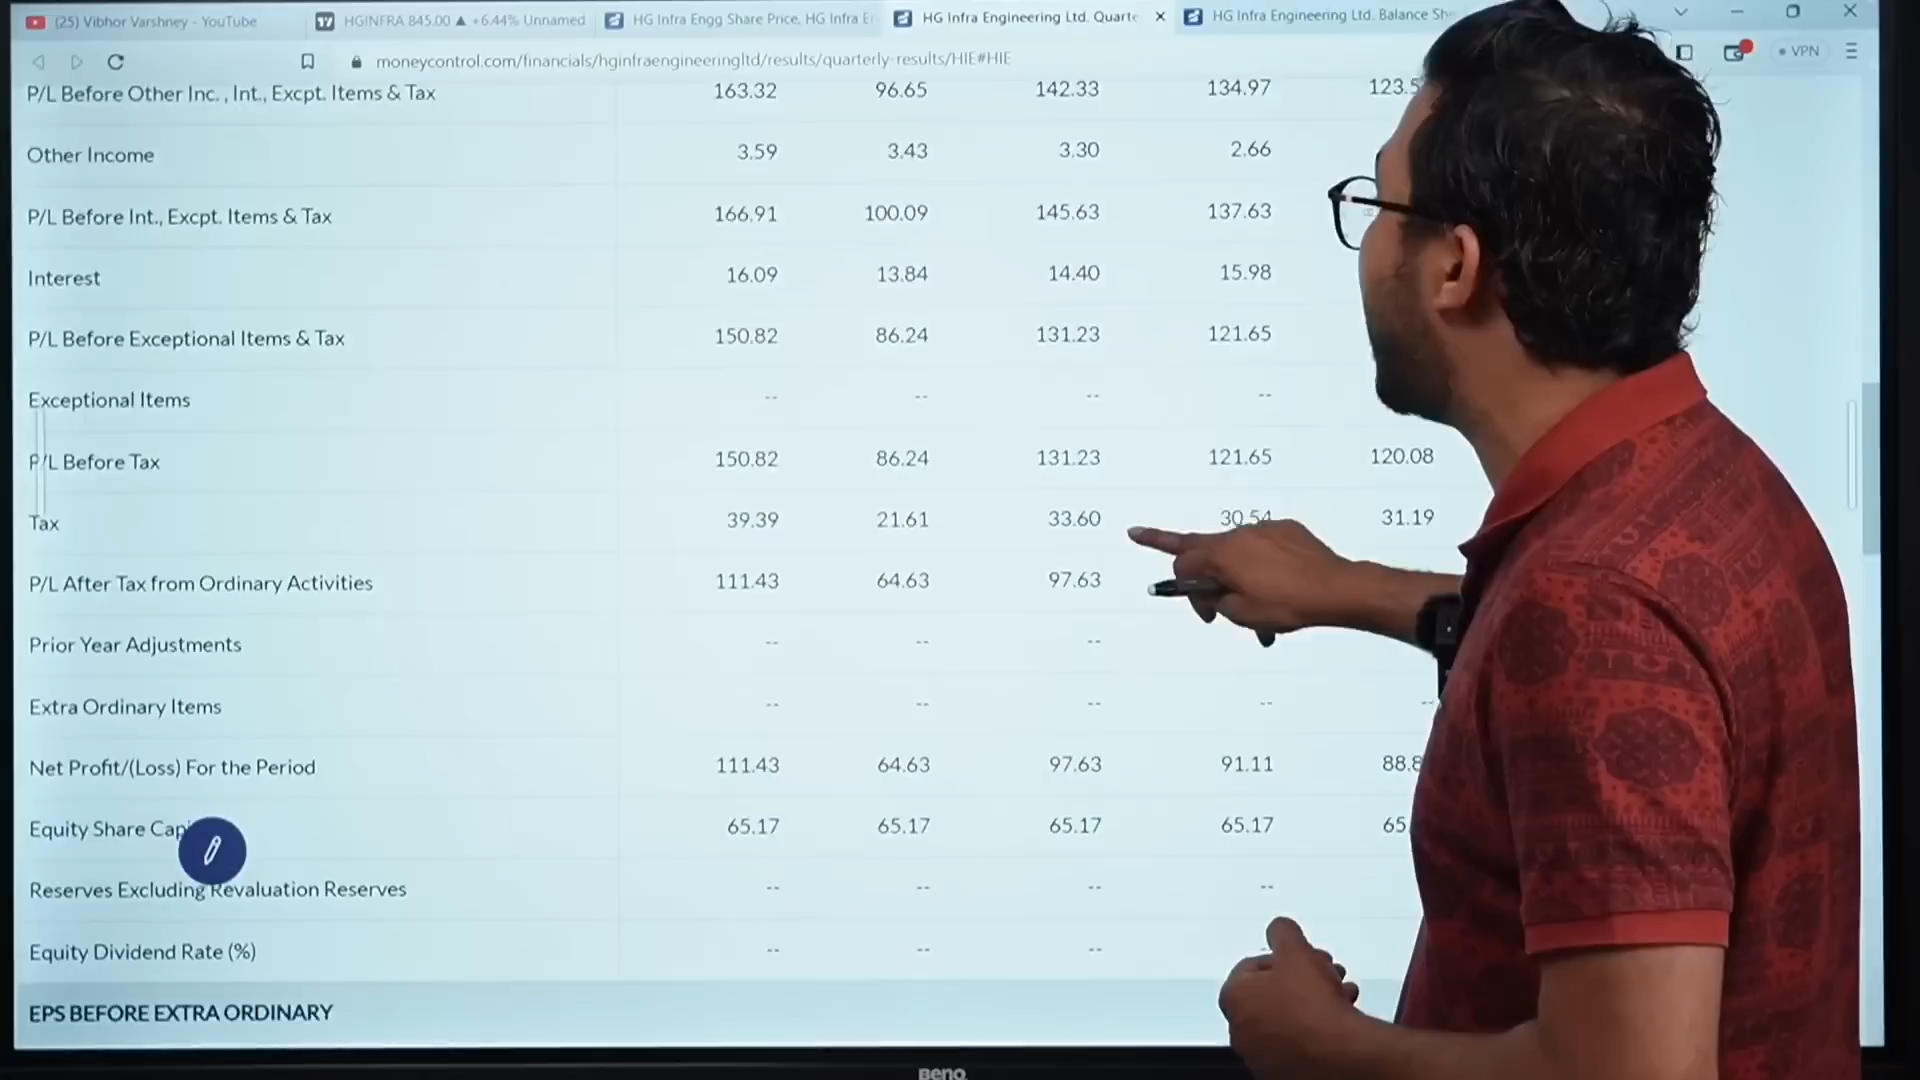 (25) Vibhor Varshney - YouTube
HGINFRA 845.00 ▲ +6.44% Unnamed
HG Infra Engg Share Price, HG Infra En
HG Infra Engineering Ltd. Quarte
HG Infra Engineering Ltd. Balance She
moneycontrol.com/financials/hginfraengineeringltd/results/quarterly-results/HIE#HIE
VPN
P/L Before Other Inc. , Int., Excpt. Items & Tax 163.32 96.65 142.33 134.97 123.5
Other Income 3.59 3.43 3.30 2.66
P/L Before Int., Excpt. Items & Tax 166.91 100.09 145.63 137.63
Interest 16.09 13.84 14.40 15.98
P/L Before Exceptional Items & Tax 150.82 86.24 131.23 121.65
Exceptional Items -- -- -- --
P/L Before Tax 150.82 86.24 131.23 121.65 120.08
Tax 39.39 21.61 33.60 30.54 31.19
P/L After Tax from Ordinary Activities 111.43 64.63 97.63
Prior Year Adjustments -- -- --
Extra Ordinary Items -- -- -- -- --
Net Profit/(Loss) For the Period 111.43 64.63 97.63 91.11 88.8
Equity Share Cap 65.17 65.17 65.17 65.17 65.
Reserves Excluding Revaluation Reserves -- -- -- --
Equity Dividend Rate (%) -- -- --
EPS BEFORE EXTRA ORDINARY
BenQ